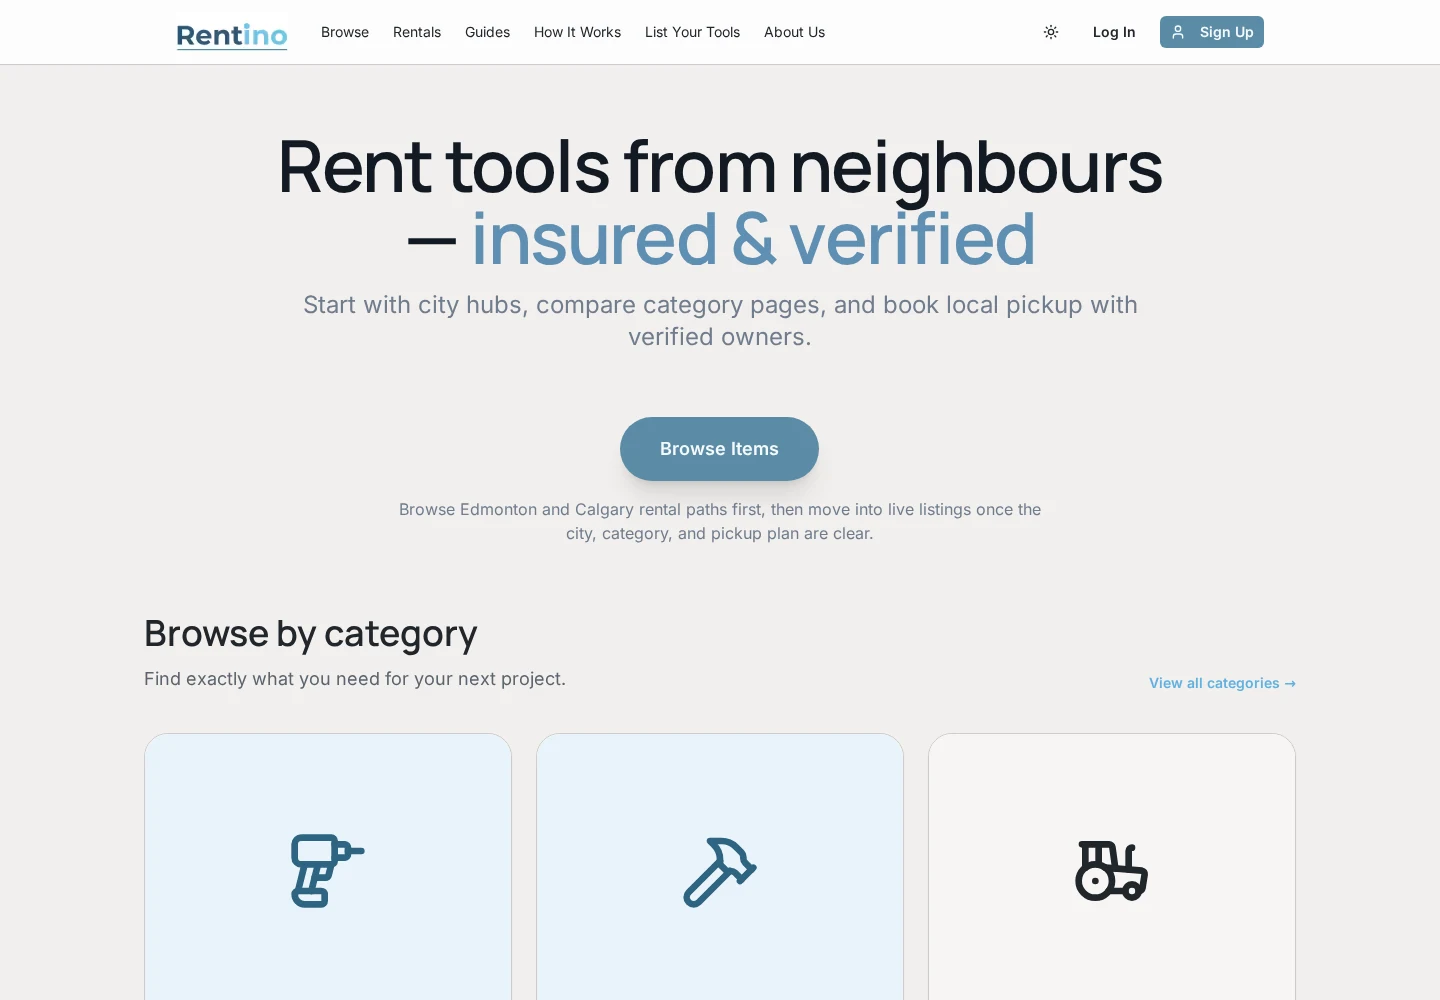 Rentino
Browse
Rentals
Guides
How It Works
List Your Tools
About Us
Log In
Sign Up
Rent tools from neighbours
— insured & verified
Start with city hubs, compare category pages, and book local pickup with
verified owners.
Browse Items
Browse Edmonton and Calgary rental paths first, then move into live listings once the
city, category, and pickup plan are clear.
Browse by category
Find exactly what you need for your next project.
View all categories →